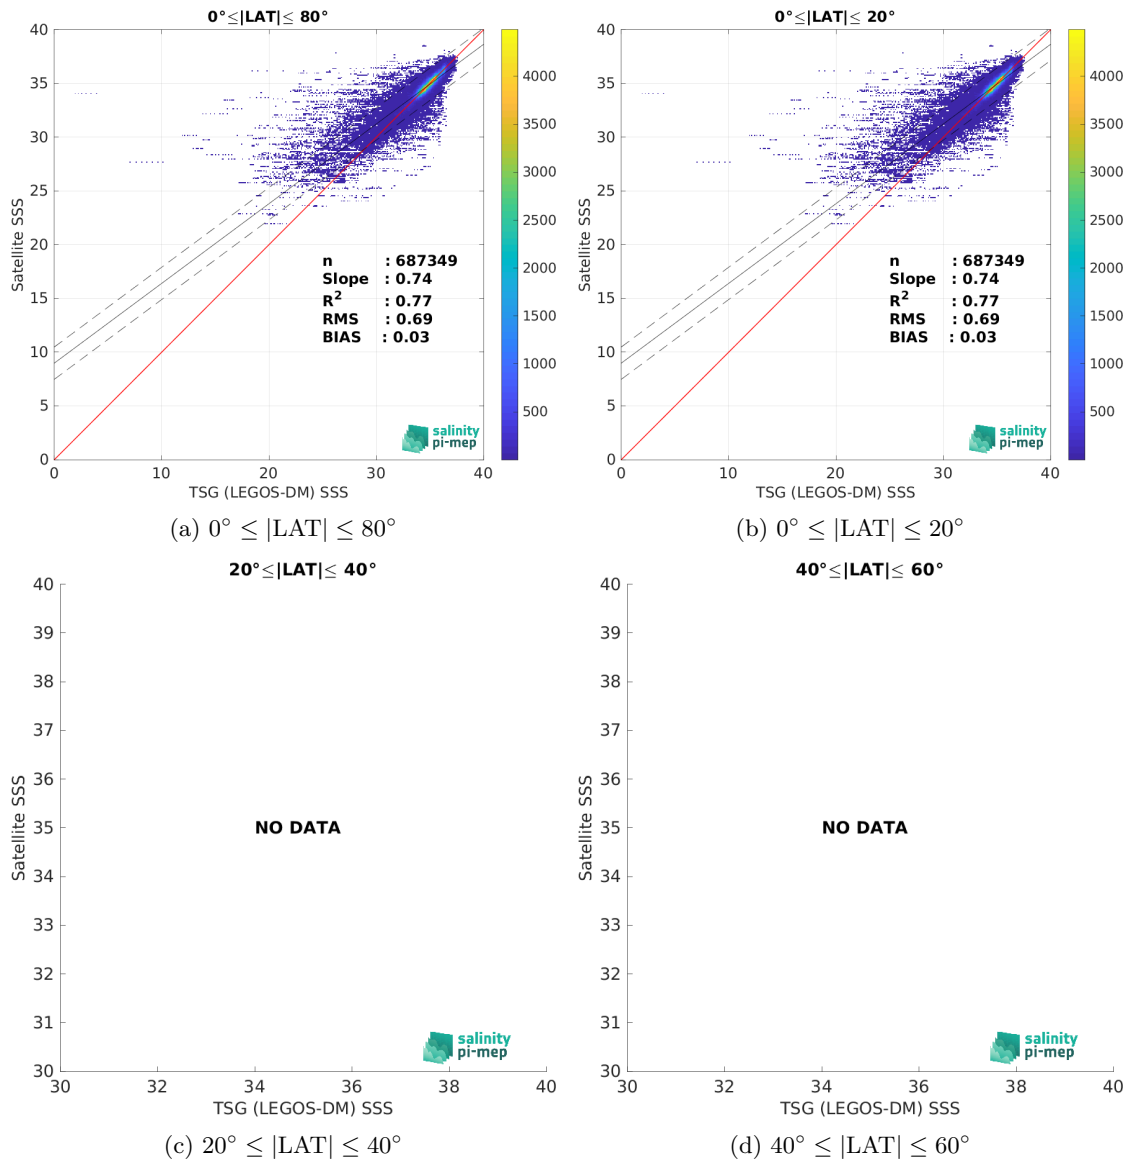 0°≤|LAT|≤ 80°
40
35
30
25
20
15
10
5
0
0
10
20
30
40
4000
3500
3000
2500
2000
1500
1000
500
Satellite SSS
TSG (LEGOS-DM) SSS
n : 687349
Slope : 0.74
R² : 0.77
RMS : 0.69
BIAS : 0.03
salinity
pi-mep
(a) 0° ≤ |LAT| ≤ 80°
0°≤|LAT|≤ 20°
40
35
30
25
20
15
10
5
0
0
10
20
30
40
4000
3500
3000
2500
2000
1500
1000
500
Satellite SSS
TSG (LEGOS-DM) SSS
n : 687349
Slope : 0.74
R² : 0.77
RMS : 0.69
BIAS : 0.03
salinity
pi-mep
(b) 0° ≤ |LAT| ≤ 20°
20°≤|LAT|≤ 40°
40
39
38
37
36
35
34
33
32
31
30
30
32
34
36
38
40
Satellite SSS
NO DATA
salinity
pi-mep
TSG (LEGOS-DM) SSS
(c) 20° ≤ |LAT| ≤ 40°
40°≤|LAT|≤ 60°
40
39
38
37
36
35
34
33
32
31
30
30
32
34
36
38
40
Satellite SSS
NO DATA
salinity
pi-mep
TSG (LEGOS-DM) SSS
(d) 40° ≤ |LAT| ≤ 60°